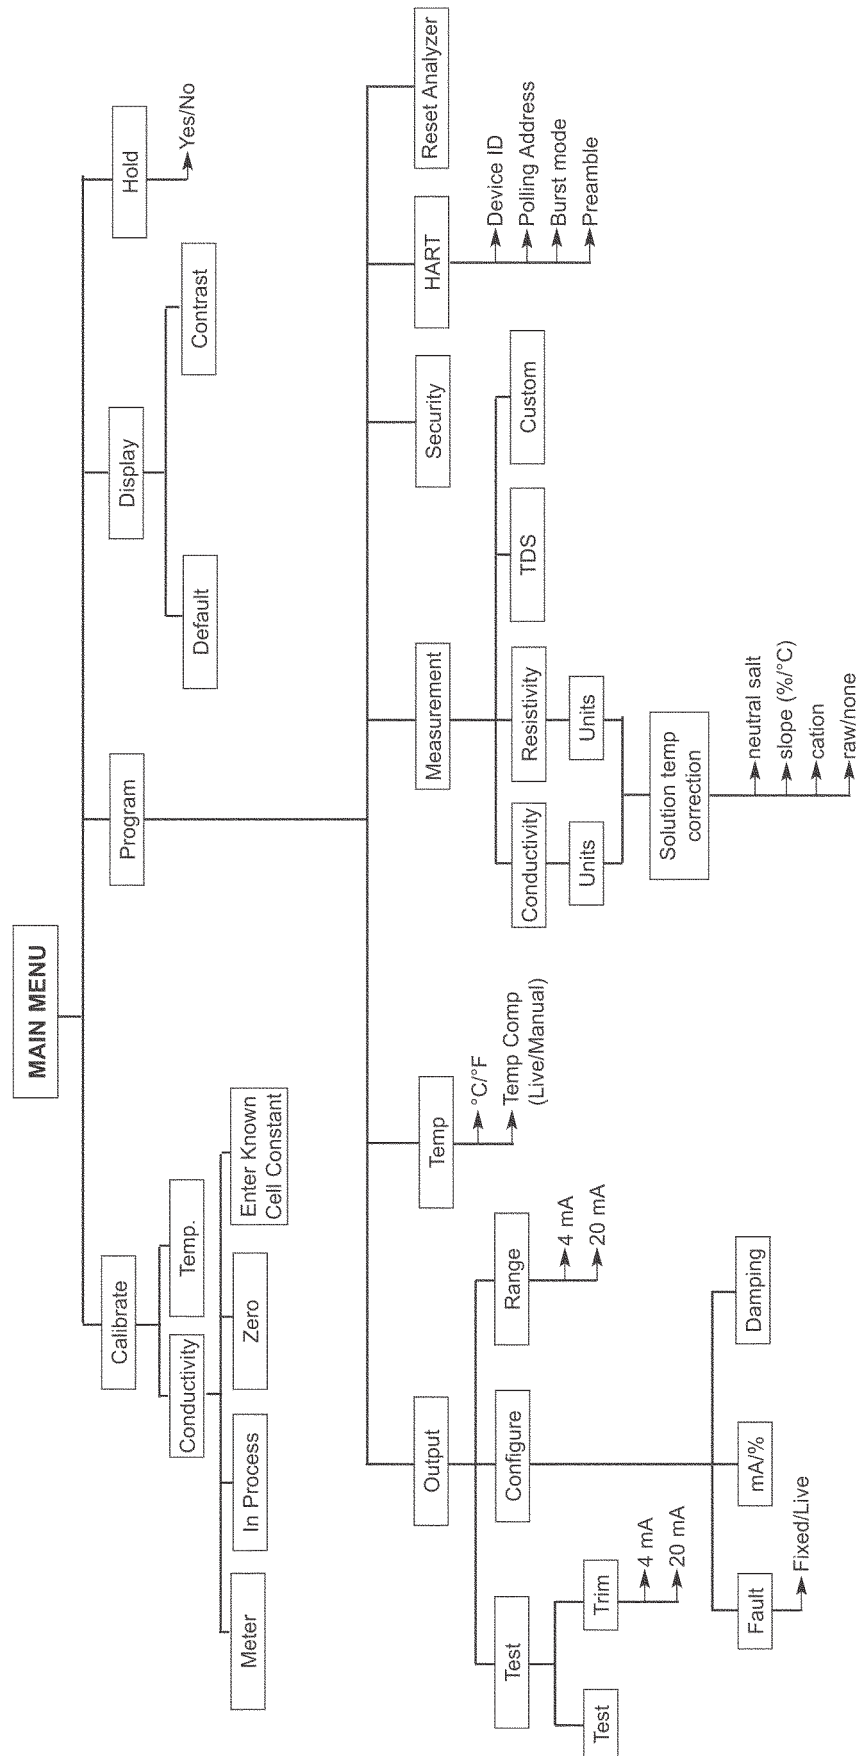 MAIN MENU
Calibrate
Program
Display
Hold
Yes/No
Conductivity
Temp.
Default
Contrast
Meter
In Process
Zero
Enter Known
Cell Constant
Output
Temp
Measurement
Security
HART
Reset Analyzer
°C/°F
Temp Comp
(Live/Manual)
Device ID
Polling Address
Burst mode
Preamble
Test
Configure
Range
4 mA
20 mA
Conductivity
Resistivity
TDS
Custom
Units
Units
Test
Trim
4 mA
20 mA
Solution temp
correction
neutral salt
slope (%/°C)
cation
raw/none
Fault
mA/%
Damping
Fixed/Live